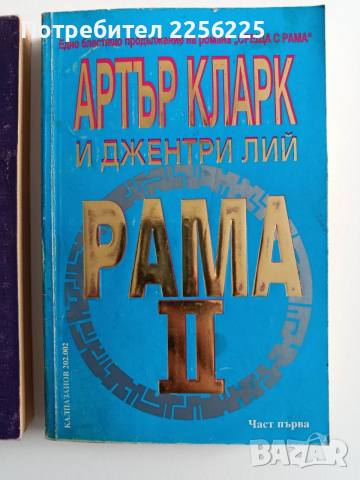 Потребител 20236156
Едно блестящо продължение на романа „СРЕЩА С РАМА“
АРТЪР КЛАРК
И ДЖЕНТРИ ЛИЙ
РАМА
II
КАЛПАЗАНОВ 202.002
Част първа
bazar